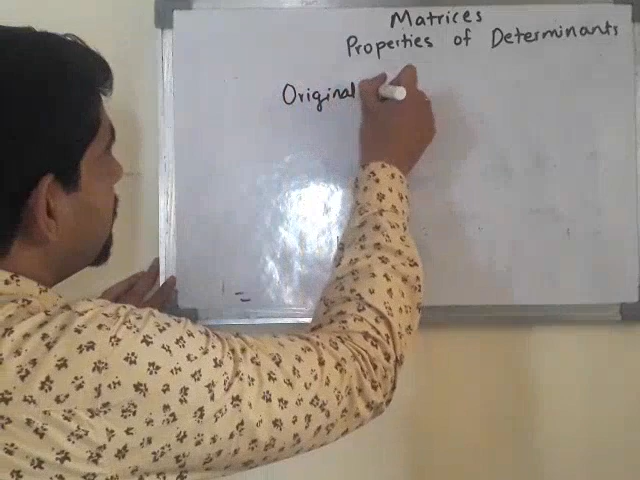 Matrices
Properties of Determinants
Original
=